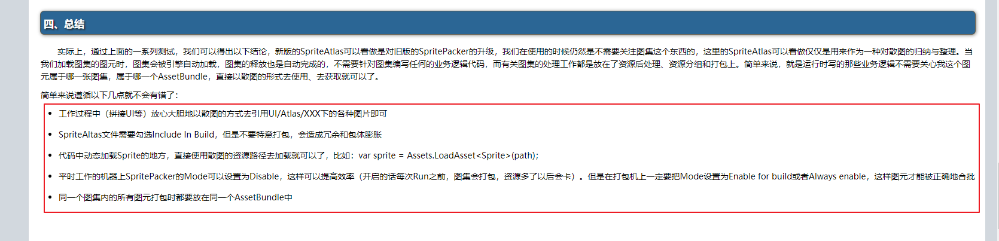 四、总结
实际上，通过上面的一系列测试，我们可以得出以下结论，新版的SpriteAtlas可以看做是对旧版的SpritePacker的升级，我们在使用的时候仍然是不需要关注图集这个东西的，这里的SpriteAtlas可以看做仅仅是用来作为一种对散图的归纳与整理。当
我们加载图集的图元时，图集会被引擎自动加载，图集的释放也是自动完成的，不需要针对图集编写任何的业务逻辑代码，而有关图集的处理工作都是放在了资源后处理、资源分组和打包上。简单来说，就是运行时写的那些业务逻辑不需要关心我这个图
元属于哪一张图集，属于哪一个AssetBundle，直接以散图的形式去使用、去获取就可以了。
简单来说遵循以下几点就不会有错了：
• 工作过程中（拼接UI等）放心大胆地以散图的方式去引用UI/Atlas/XXX下的各种图片即可
• SpriteAltas文件需要勾选Include In Build，但是不要特意打包，会造成冗余和包体膨胀
• 代码中动态加载Sprite的地方，直接使用散图的资源路径去加载就可以了，比如：var sprite = Assets.LoadAsset<Sprite>(path);
• 平时工作的机器上SpritePacker的Mode可以设置为Disable，这样可以提高效率（开启的话每次Run之前，图集会打包，资源多了以后会卡）。但是在打包机上一定要把Mode设置为Enable for build或者Always enable，这样图元才能被正确地合批
• 同一个图集内的所有图元打包时都要放在同一个AssetBundle中